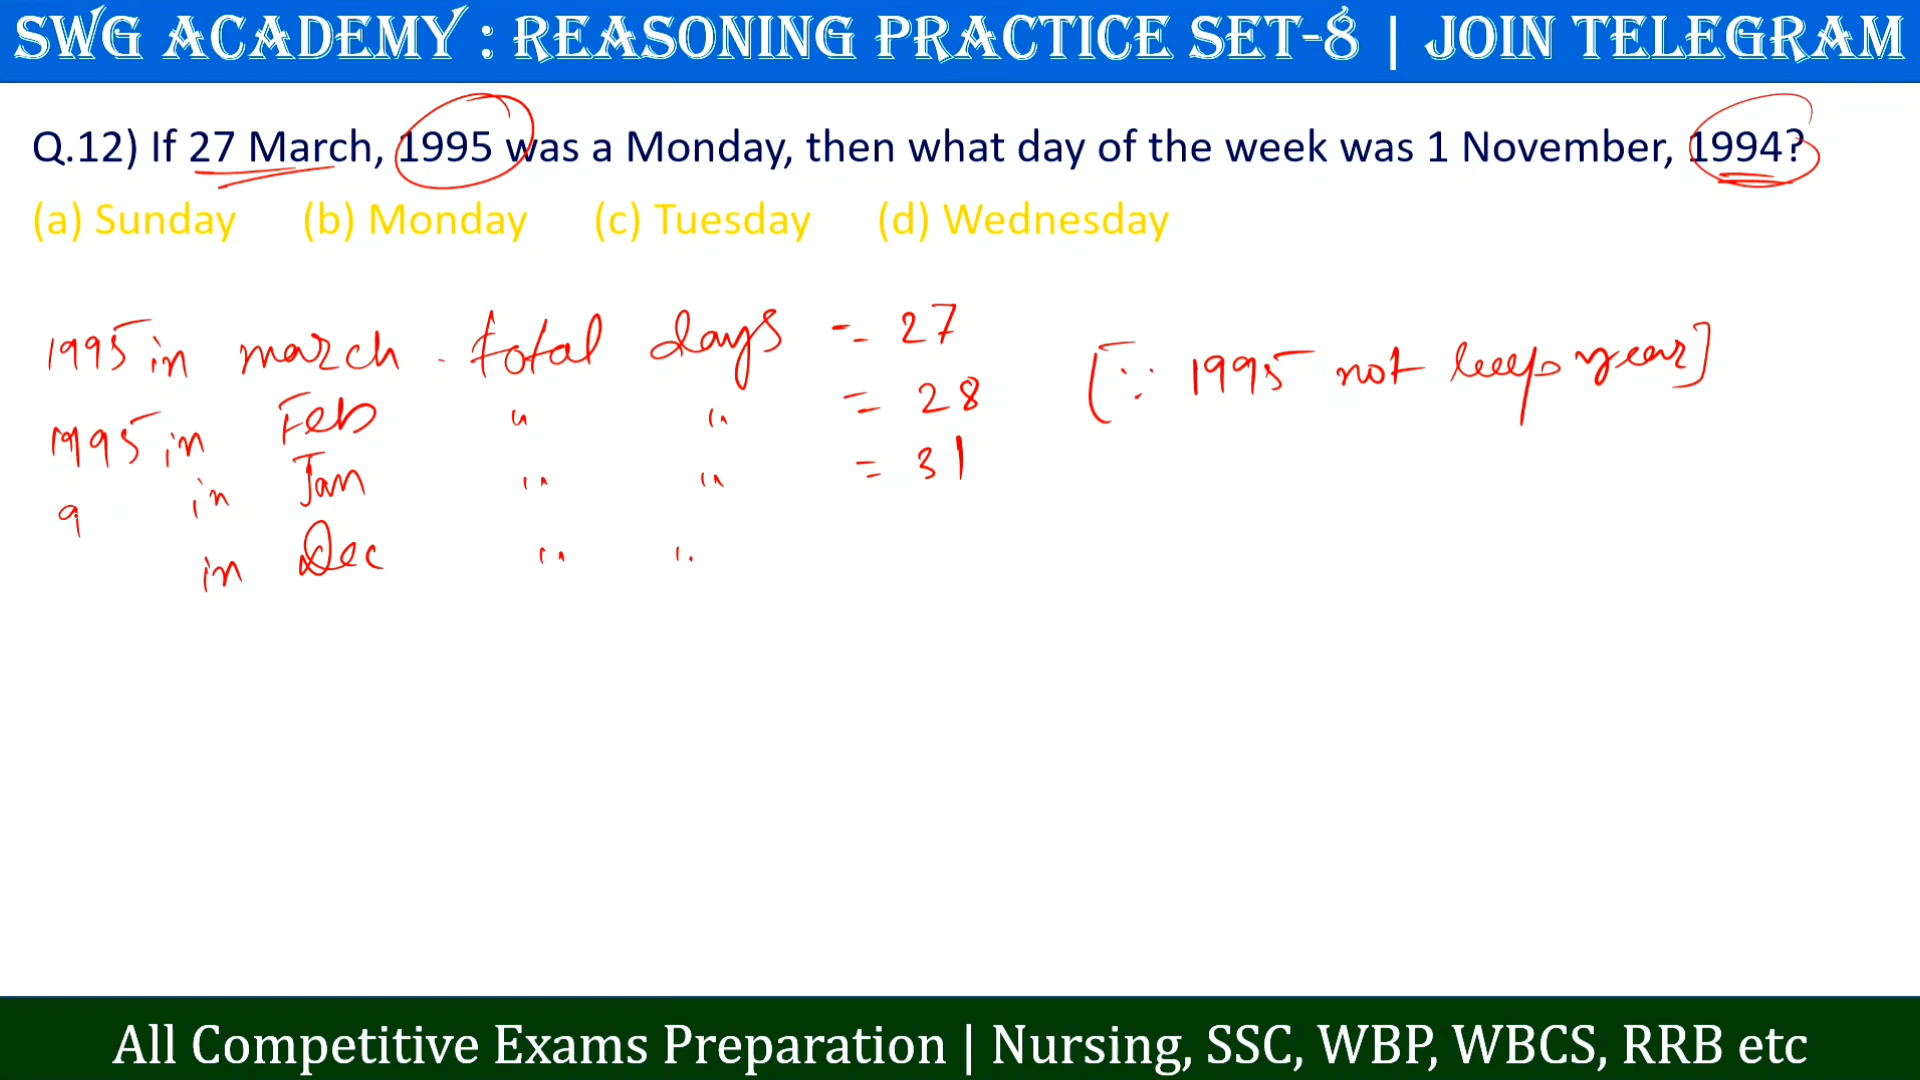 SWG ACADEMY : REASONING PRACTICE SET-8 | JOIN TELEGRAM
Q.12) If 27 March, 1995 was a Monday, then what day of the week was 1 November, 1994?
(a) Sunday (b) Monday (c) Tuesday (d) Wednesday
1995 in march . total days = 27
[∵ 1995 not leep year]
1995 in Feb " " = 28
9 in Jan " " = 31
in Dec " "
All Competitive Exams Preparation | Nursing, SSC, WBP, WBCS, RRB etc